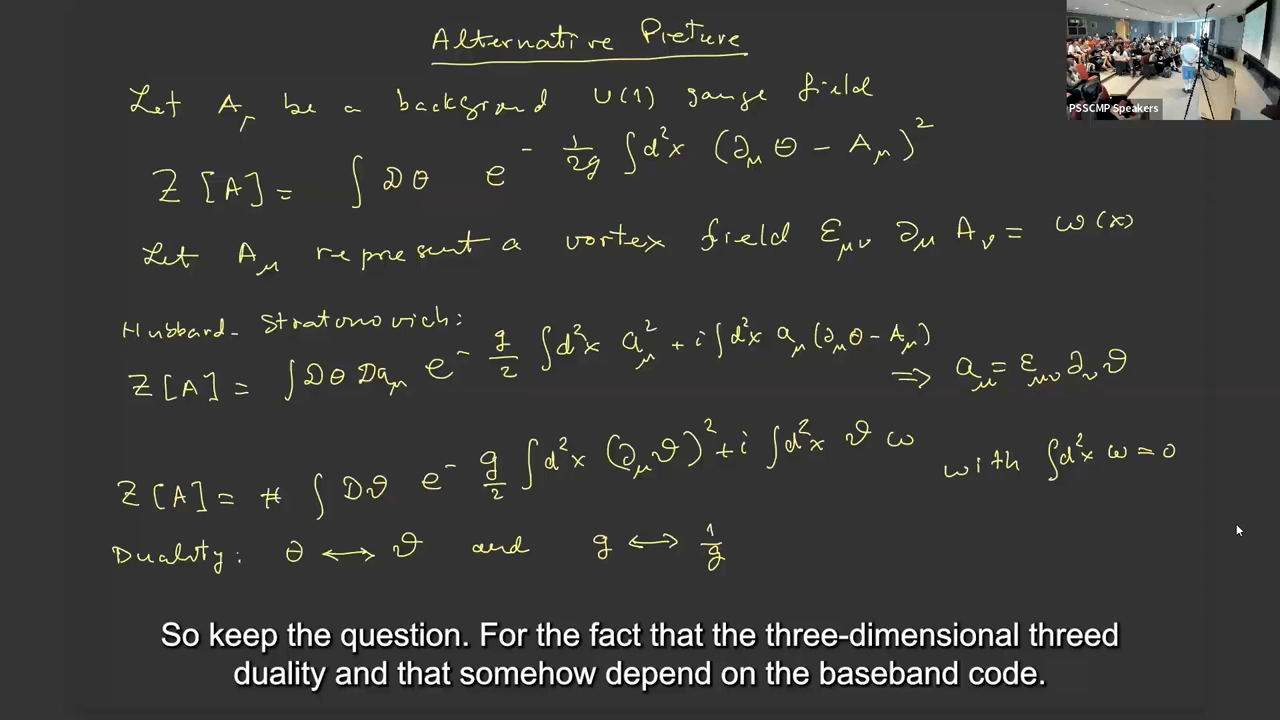 Alternative Picture
PSSCMP Speakers
Let A_μ be a background U(1) gauge field
Z[A] = ∫ Dθ e^{- 1/2g ∫d²x (∂_μ θ - A_μ)²}
Let A_μ represent a vortex field ε_μν ∂_μ A_ν = ω(x)
Hubbard-Stratonovich:
Z[A] = ∫ Dθ Da_μ e^{- g/2 ∫d²x a_μ² + i∫d²x a_μ(∂_μθ - A_μ)} ⇒ a_μ = ε_μν ∂_ν ϑ
Z[A] = # ∫ Dϑ e^{- g/2 ∫d²x (∂_μ ϑ)² + i ∫d²x ϑ ω} with ∫d²x ω = 0
Duality: θ ↔ ϑ and g ↔ 1/g
So keep the question. For the fact that the three-dimensional threed
duality and that somehow depend on the baseband code.